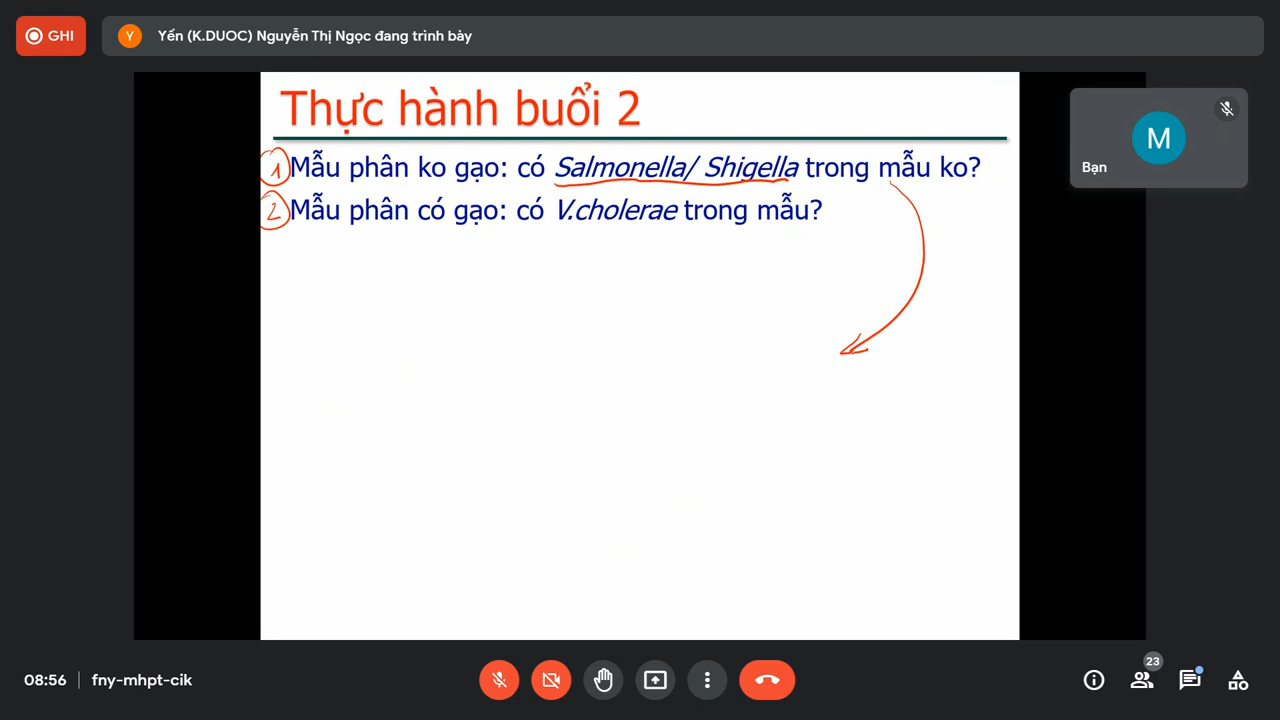 GHI
Y
Yến (K.DUOC) Nguyễn Thị Ngọc đang trình bày
Thực hành buổi 2
1 Mẫu phân ko gạo: có Salmonella/ Shigella trong mẫu ko?
2 Mẫu phân có gạo: có V.cholerae trong mẫu?
M
Bạn
08:56 | fny-mhpt-cik
23